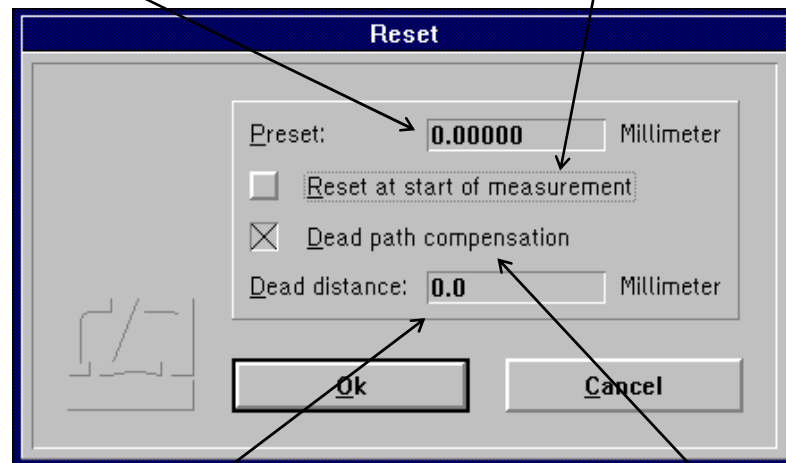 Reset
Preset: 0.00000 Millimeter
Reset at start of measurement
Dead path compensation
Dead distance: 0.0 Millimeter
Ok Cancel